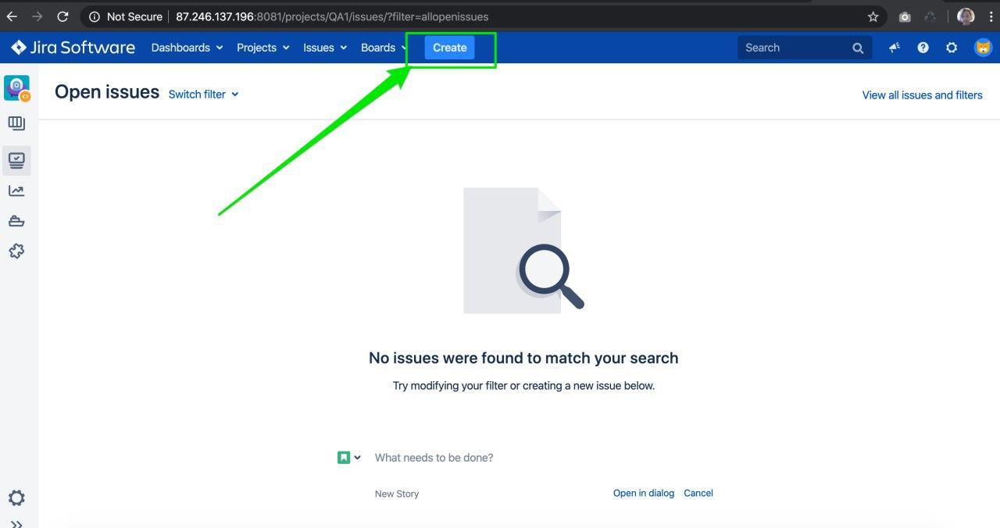 Not Secure 87.246.137.196:8081/projects/QA1/issues/?filter=allopenissues
Jira Software Dashboards Projects Issues Boards Create Search
Open issues Switch filter View all issues and filters
No issues were found to match your search
Try modifying your filter or creating a new issue below.
What needs to be done?
New Story Open in dialog Cancel